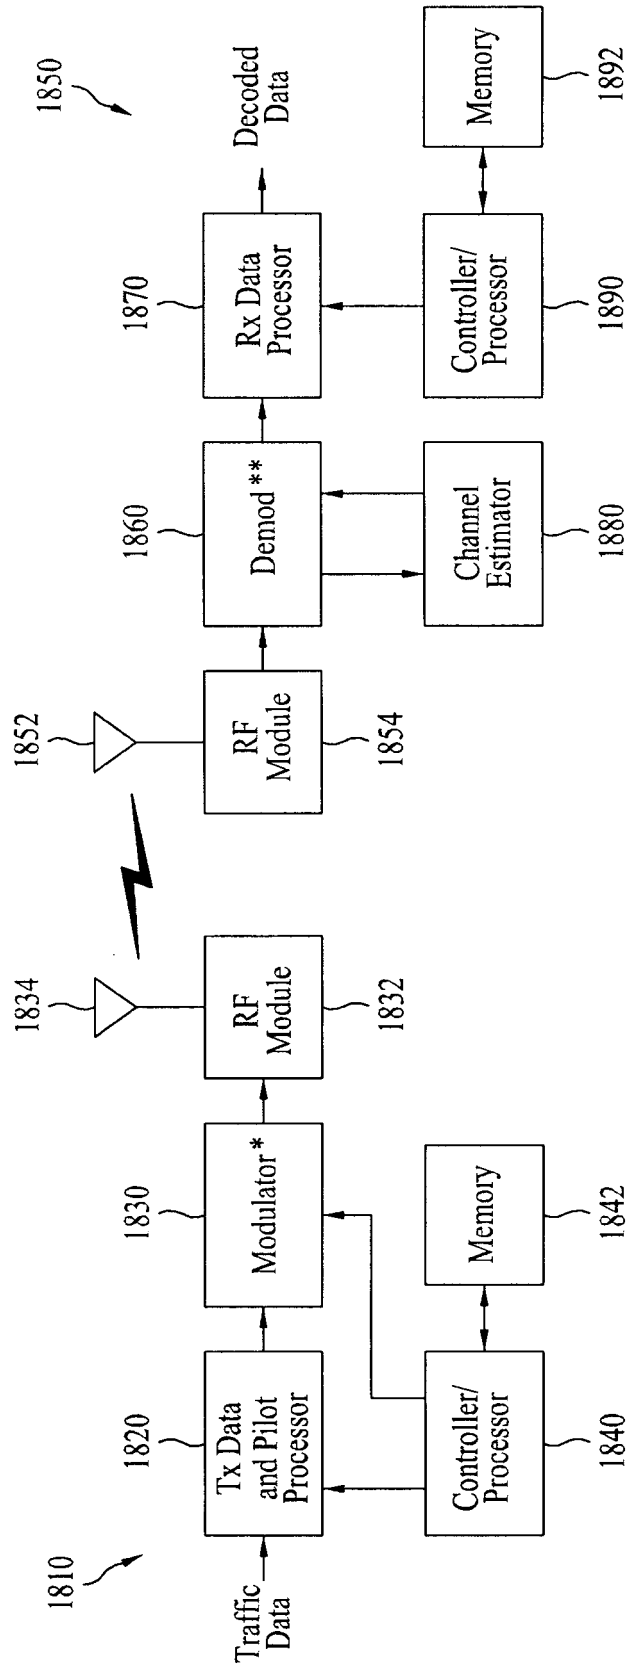 1810
1820
1830
1834
1852
1860
1870
1850
Traffic
Data
Tx Data
and Pilot
Processor
Modulator*
RF
Module
RF
Module
Demod**
Rx Data
Processor
Decoded
Data
1832
1854
Controller/
Processor
Memory
Channel
Estimator
Controller/
Processor
Memory
1840
1842
1880
1890
1892